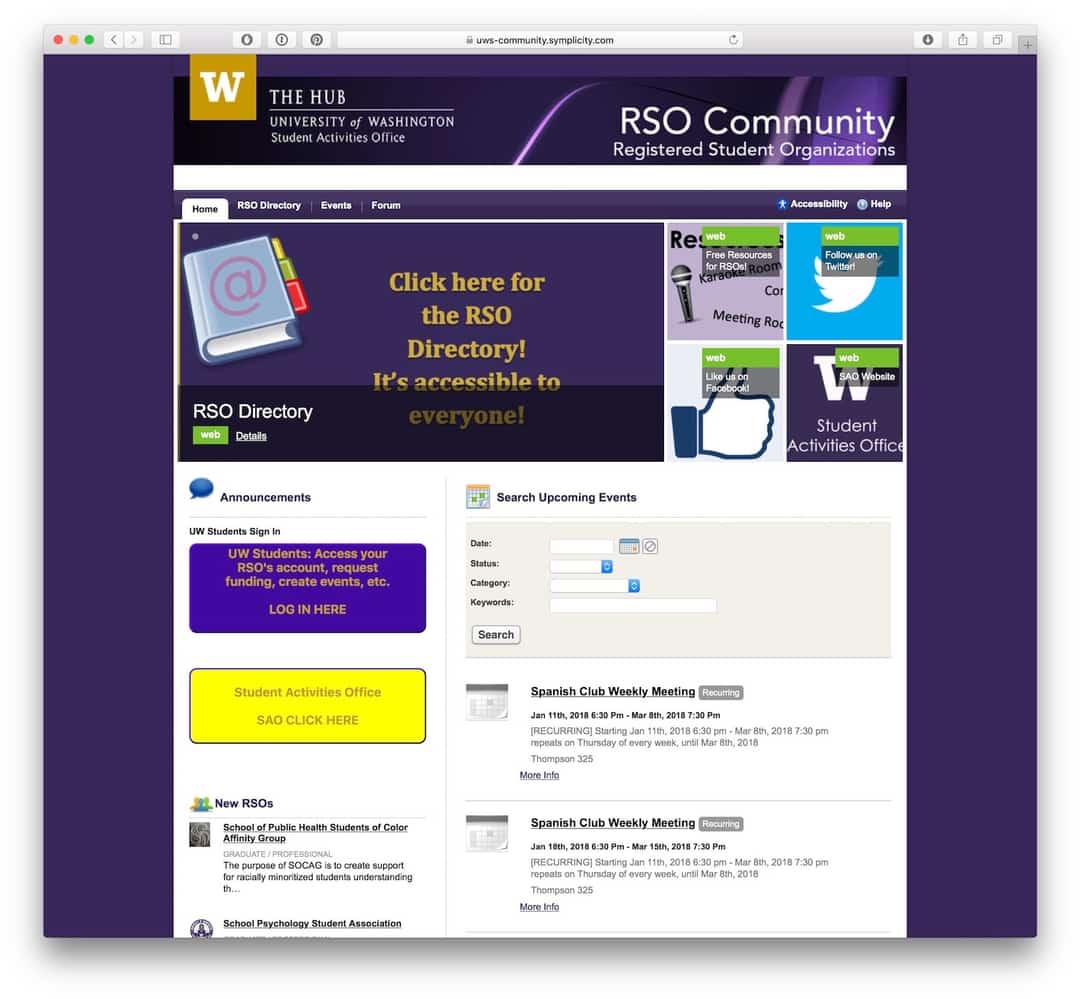 uws-community.symplicity.com
W
THE HUB
UNIVERSITY of WASHINGTON
Student Activities Office
RSO Community
Registered Student Organizations
Home
RSO Directory
Events
Forum
Accessibility
Help
@
Click here for
the RSO
Directory!
It's accessible to
everyone!
RSO Directory
web
Details
Resources
web
Free Resources
for RSOs!
Karaoke Room
Co
Meeting Roo
web
Follow us on
Twitter!
web
Like us on
Facebook!
W
web
SAO Website
Student
Activities Office
Announcements
UW Students Sign In
UW Students: Access your
RSO's account, request
funding, create events, etc.
LOG IN HERE
Student Activities Office
SAO CLICK HERE
New RSOs
School of Public Health Students of Color
Affinity Group
GRADUATE / PROFESSIONAL
The purpose of SOCAG is to create support
for racially minoritized students understanding
th…
School Psychology Student Association
Search Upcoming Events
Date:
Status:
Category:
Keywords:
Search
Spanish Club Weekly Meeting Recurring
Jan 11th, 2018 6:30 Pm - Mar 8th, 2018 7:30 Pm
[RECURRING] Starting Jan 11th, 2018 6:30 pm - Mar 8th, 2018 7:30 pm
repeats on Thursday of every week, until Mar 8th, 2018
Thompson 325
More Info
Spanish Club Weekly Meeting Recurring
Jan 18th, 2018 6:30 Pm - Mar 15th, 2018 7:30 Pm
[RECURRING] Starting Jan 11th, 2018 6:30 pm - Mar 8th, 2018 7:30 pm
repeats on Thursday of every week, until Mar 8th, 2018
Thompson 325
More Info